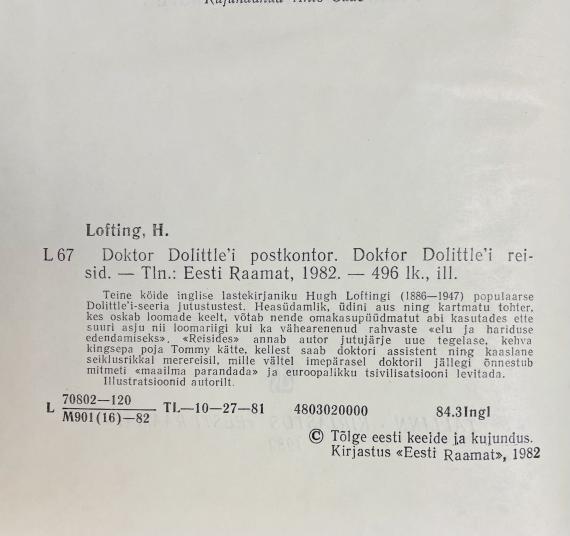 Lofting, H.
L 67 Doktor Dolittle'i postkontor. Doktor Dolittle'i rei-
sid. — Tln.: Eesti Raamat, 1982. — 496 lk., ill.
Teine köide inglise lastekirjaniku Hugh Loftingi (1886—1947) populaarse
Dolittle'i-seeria jutustustest. Heasüdamlik, üdini aus ning kartmatu tohter,
kes oskab loomade keelt, võtab nende omakasupüüdmatut abi kasutades ette
suuri asju nii loomariigi kui ka vähearenenud rahvaste «elu ja hariduse
edendamiseks». «Reisides» annab autor jutujärje uue tegelase, kehva
kingsepa poja Tommy kätte, kellest saab doktori assistent ning kaaslane
seiklusrikkal merereisil, mille vältel imepärasel doktoril jällegi õnnestub
mitmeti «maailma parandada» ja euroopalikku tsivilisatsiooni levitada.
Illustratsioonid autorilt.
L 70802—120
M901(16)—82 TL—10—27—81 4803020000 84.3Ingl
© Tõlge eesti keelde ja kujundus.
Kirjastus «Eesti Raamat», 1982